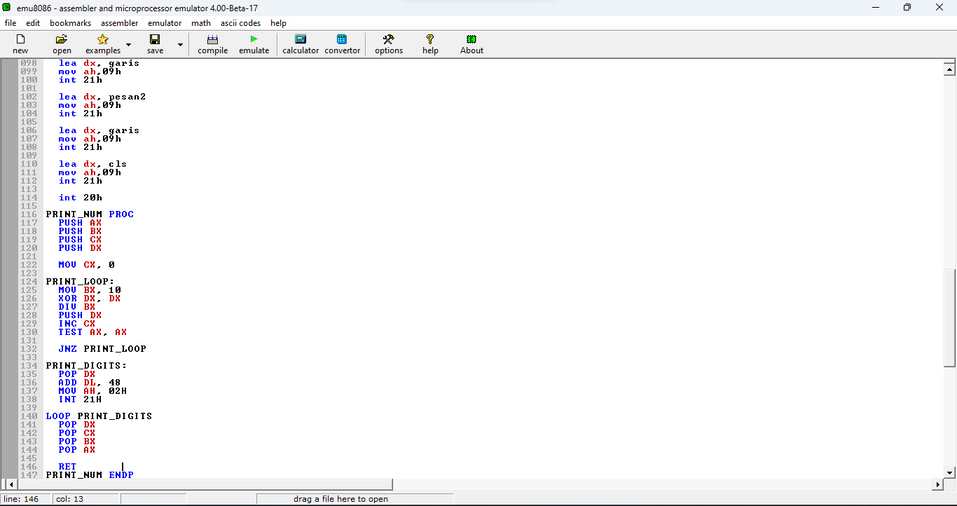 emu8086 - assembler and microprocessor emulator 4.00-Beta-17
file edit bookmarks assembler emulator math ascii codes help
new open examples save compile emulate calculator convertor options help About
098 lea dx, garis
099 mov ah,09h
100 int 21h
101
102 lea dx, pesan2
103 mov ah,09h
104 int 21h
105
106 lea dx, garis
107 mov ah,09h
108 int 21h
109
110 lea dx, cls
111 mov ah,09h
112 int 21h
113
114 int 20h
115
116 PRINT_NUM PROC
117 PUSH AX
118 PUSH BX
119 PUSH CX
120 PUSH DX
121
122 MOV CX, 0
123
124 PRINT_LOOP:
125 MOV BX, 10
126 XOR DX, DX
127 DIV BX
128 PUSH DX
129 INC CX
130 TEST AX, AX
131
132 JNZ PRINT_LOOP
133
134 PRINT_DIGITS:
135 POP DX
136 ADD DL, 48
137 MOV AH, 02H
138 INT 21H
139
140 LOOP PRINT_DIGITS
141 POP DX
142 POP CX
143 POP BX
144 POP AX
145
146 RET
147 PRINT_NUM ENDP
line: 146 col: 13 drag a file here to open